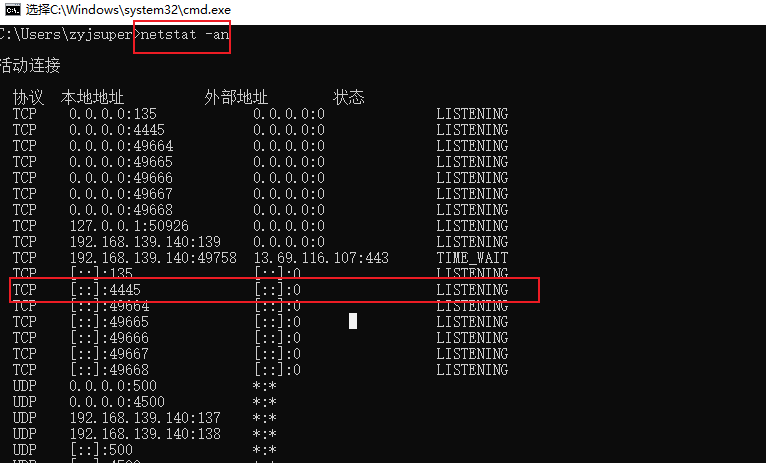 选择C:\Windows\system32\cmd.exe
C:\Users\zyjsuper>netstat -an
活动连接
协议 本地地址 外部地址 状态
TCP 0.0.0.0:135 0.0.0.0:0 LISTENING
TCP 0.0.0.0:4445 0.0.0.0:0 LISTENING
TCP 0.0.0.0:49664 0.0.0.0:0 LISTENING
TCP 0.0.0.0:49665 0.0.0.0:0 LISTENING
TCP 0.0.0.0:49666 0.0.0.0:0 LISTENING
TCP 0.0.0.0:49667 0.0.0.0:0 LISTENING
TCP 0.0.0.0:49668 0.0.0.0:0 LISTENING
TCP 127.0.0.1:50926 0.0.0.0:0 LISTENING
TCP 192.168.139.140:139 0.0.0.0:0 LISTENING
TCP 192.168.139.140:49758 13.69.116.107:443 TIME_WAIT
TCP [::]:135 [::]:0 LISTENING
TCP [::]:4445 [::]:0 LISTENING
TCP [::]:49664 [::]:0 LISTENING
TCP [::]:49665 [::]:0 LISTENING
TCP [::]:49666 [::]:0 LISTENING
TCP [::]:49667 [::]:0 LISTENING
TCP [::]:49668 [::]:0 LISTENING
UDP 0.0.0.0:500 *:*
UDP 0.0.0.0:4500 *:*
UDP 192.168.139.140:137 *:*
UDP 192.168.139.140:138 *:*
UDP [::]:500 *:*
UDP [::]:4500 *:*